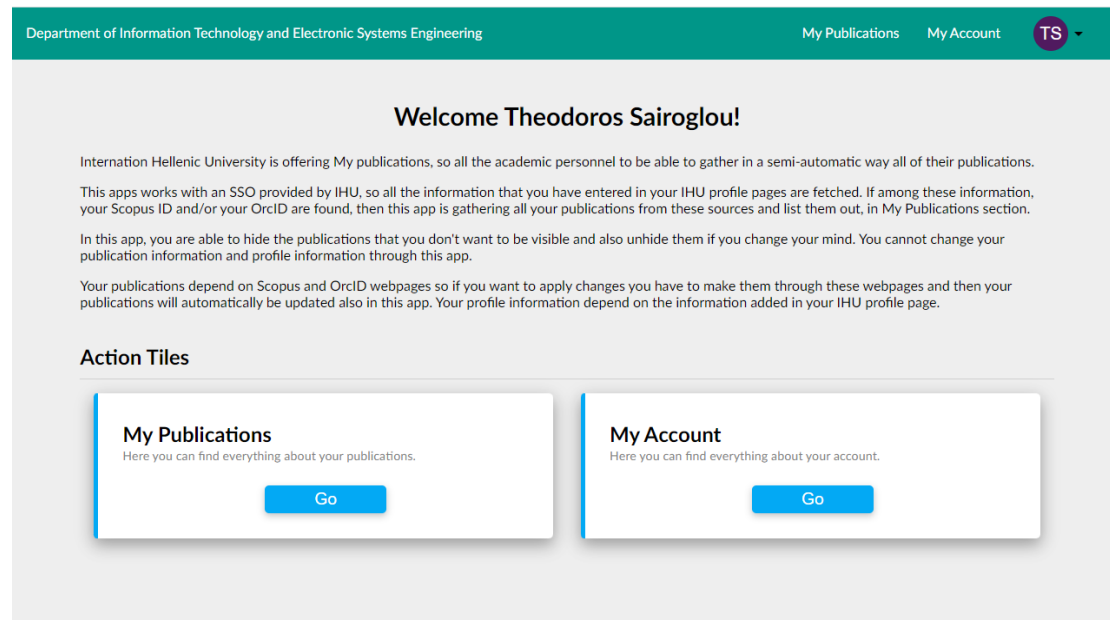 Department of Information Technology and Electronic Systems Engineering My Publications My Account TS
Welcome Theodoros Sairoglou!
Internation Hellenic University is offering My publications, so all the academic personnel to be able to gather in a semi-automatic way all of their publications.
This apps works with an SSO provided by IHU, so all the information that you have entered in your IHU profile pages are fetched. If among these information,
your Scopus ID and/or your OrcID are found, then this app is gathering all your publications from these sources and list them out, in My Publications section.
In this app, you are able to hide the publications that you don't want to be visible and also unhide them if you change your mind. You cannot change your
publication information and profile information through this app.
Your publications depend on Scopus and OrcID webpages so if you want to apply changes you have to make them through these webpages and then your
publications will automatically be updated also in this app. Your profile information depend on the information added in your IHU profile page.
Action Tiles
My Publications
Here you can find everything about your publications.
Go
My Account
Here you can find everything about your account.
Go